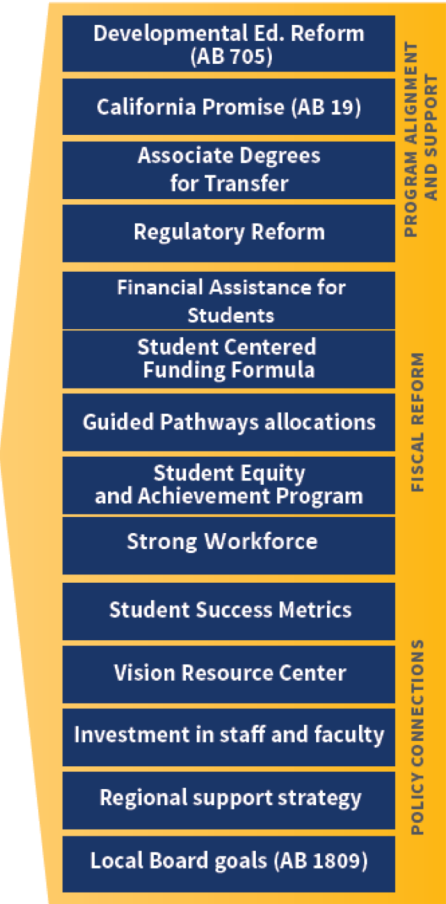 Developmental Ed. Reform
(AB 705)
California Promise (AB 19)
Associate Degrees
for Transfer
Regulatory Reform
PROGRAM ALIGNMENT
AND SUPPORT
Financial Assistance for
Students
Student Centered
Funding Formula
Guided Pathways allocations
Student Equity
and Achievement Program
Strong Workforce
FISCAL REFORM
Student Success Metrics
Vision Resource Center
Investment in staff and faculty
Regional support strategy
Local Board goals (AB 1809)
POLICY CONNECTIONS